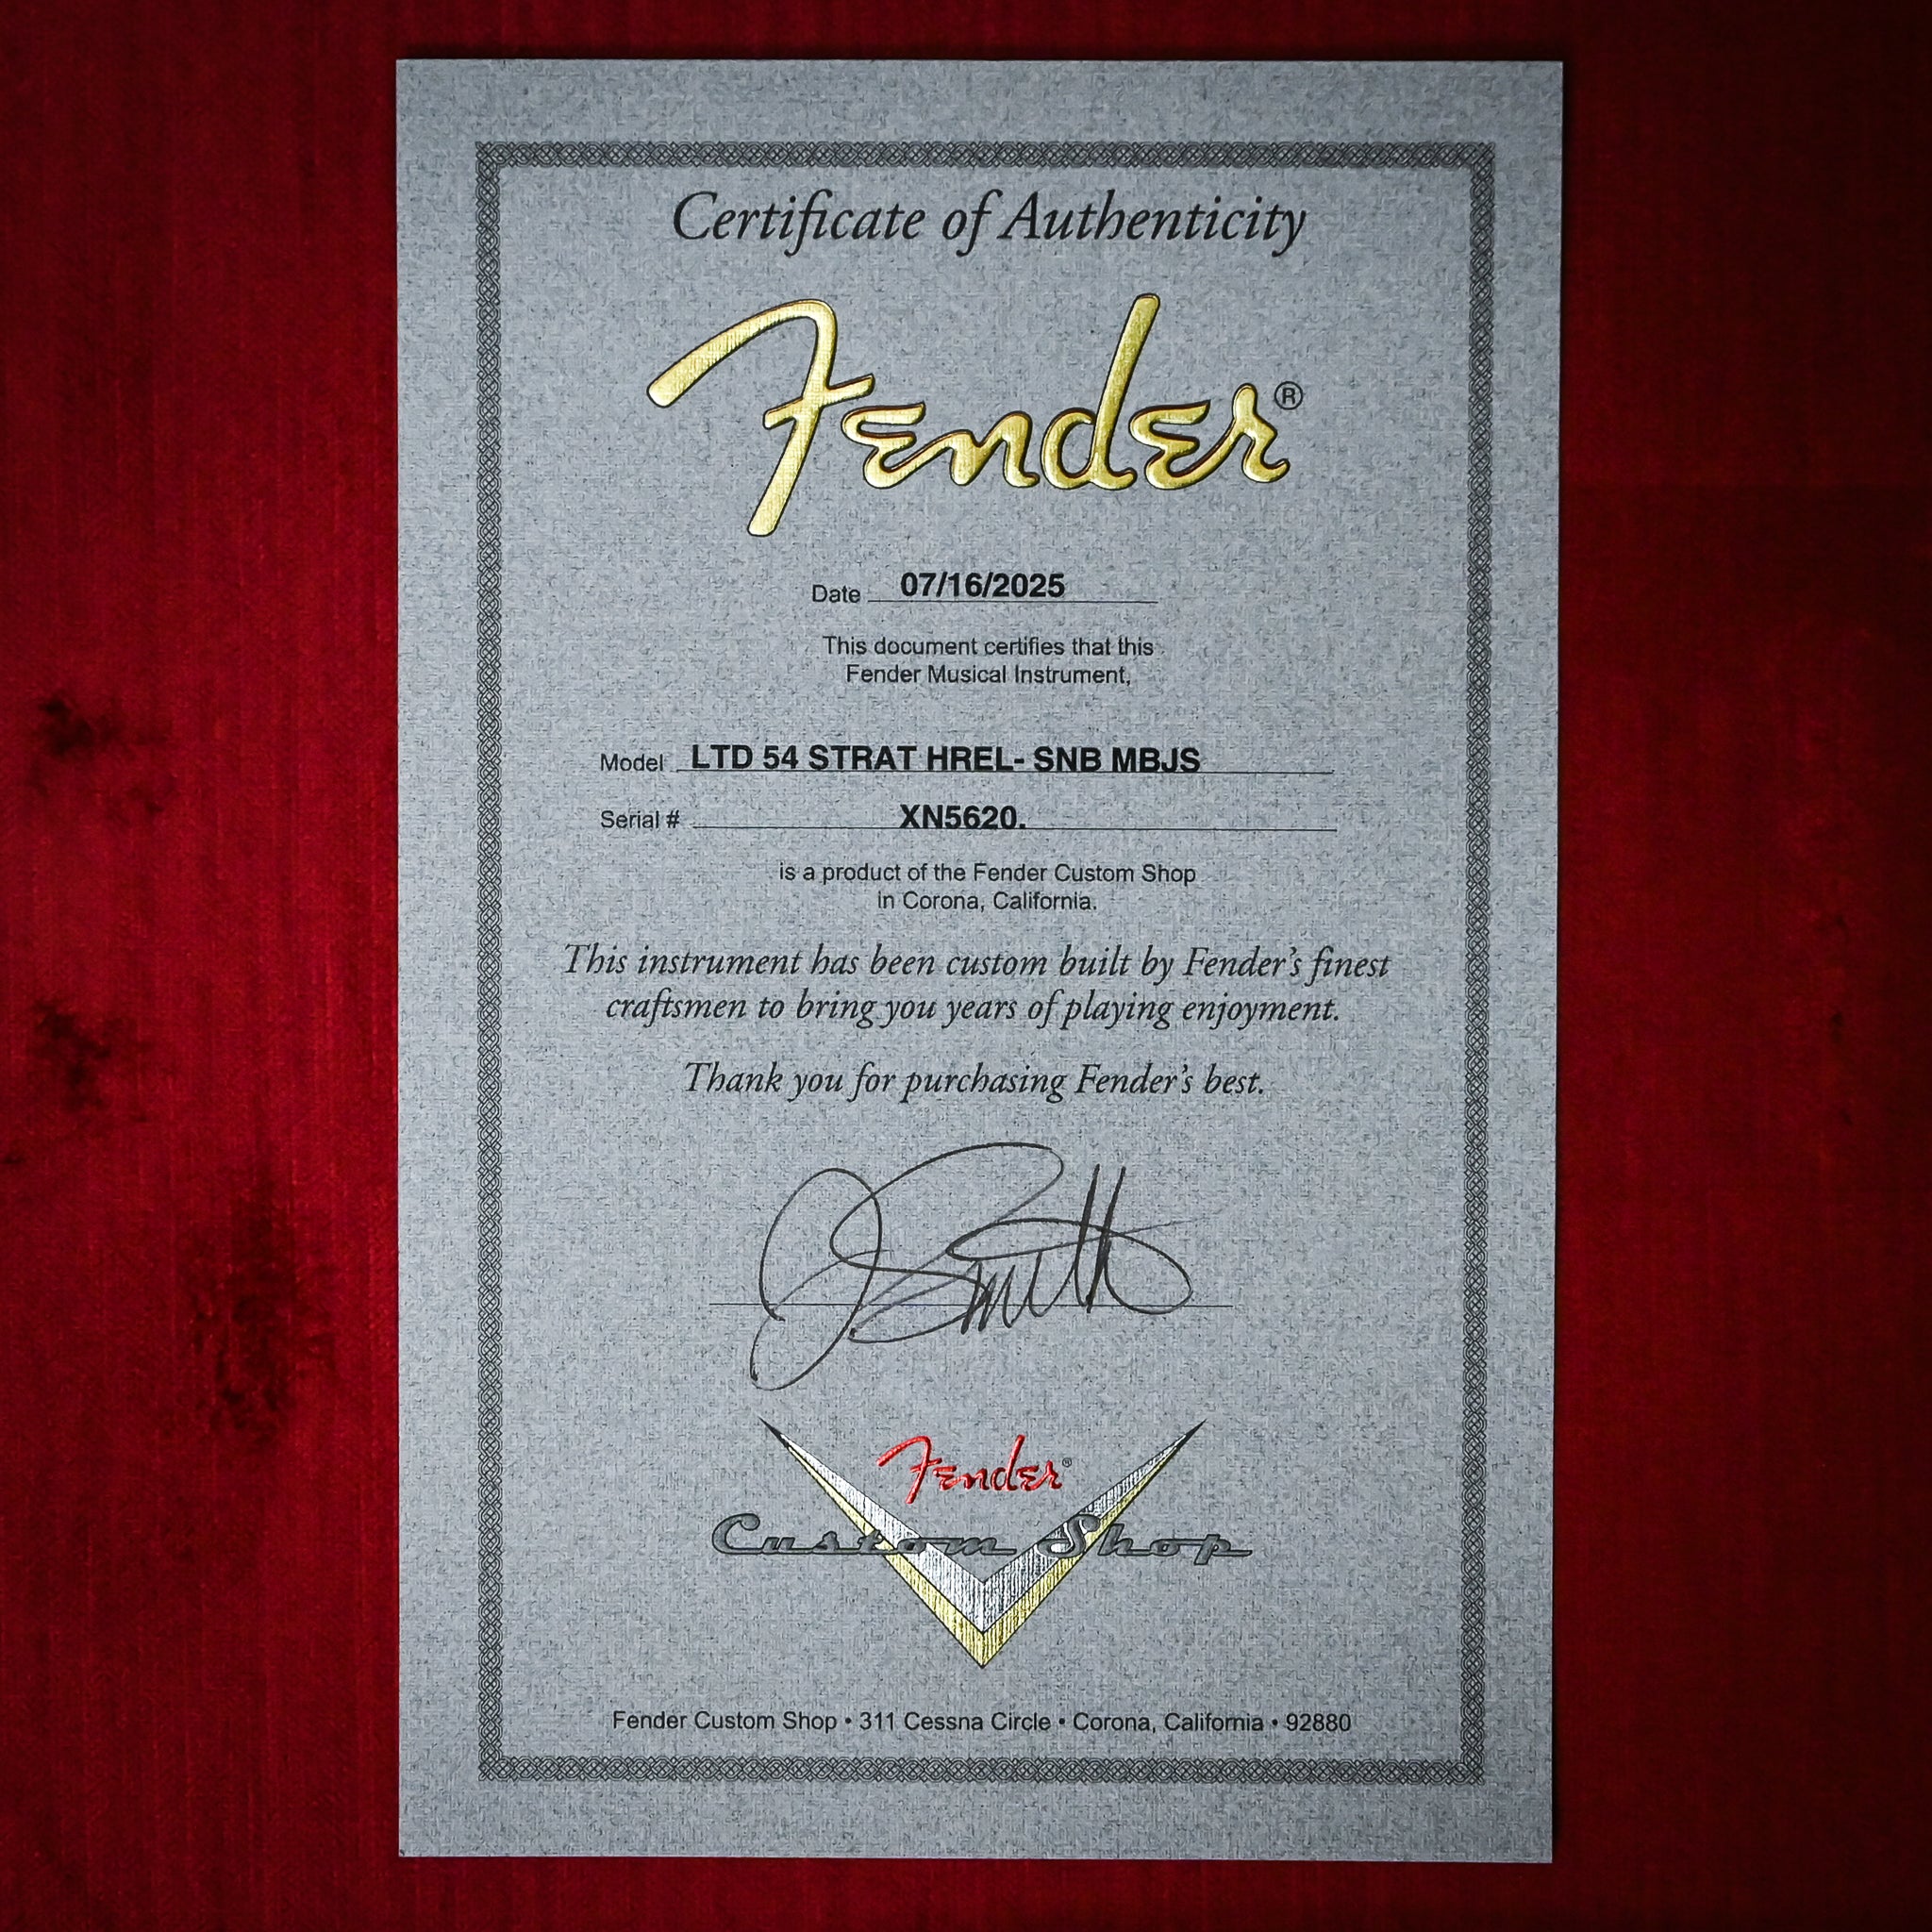 Certificate of Authenticity
Fender®
Date 07/16/2025
This document certifies that this
Fender Musical Instrument,
Model LTD 54 STRAT HREL- SNB MBJS
Serial # XN5620.
is a product of the Fender Custom Shop
in Corona, California.
This instrument has been custom built by Fender's finest
craftsmen to bring you years of playing enjoyment.
Thank you for purchasing Fender's best.
J Smith
Fender®
Custom Shop
Fender Custom Shop • 311 Cessna Circle • Corona, California • 92880